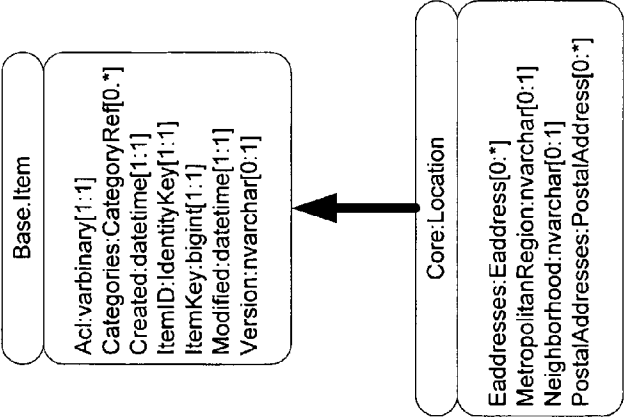 Base.Item
Acl:varbinary[1:1]
Categories:CategoryRef[0.*]
Created:datetime[1:1]
ItemID:IdentityKey[1:1]
ItemKey:bigint[1:1]
Modified:datetime[1:1]
Version:nvarchar[0:1]
Core:Location
Eaddresses:Eaddress[0:*]
MetropolitanRegion:nvarchar[0:1]
Neighborhood:nvarchar[0:1]
PostalAddresses:PostalAddress[0:*]